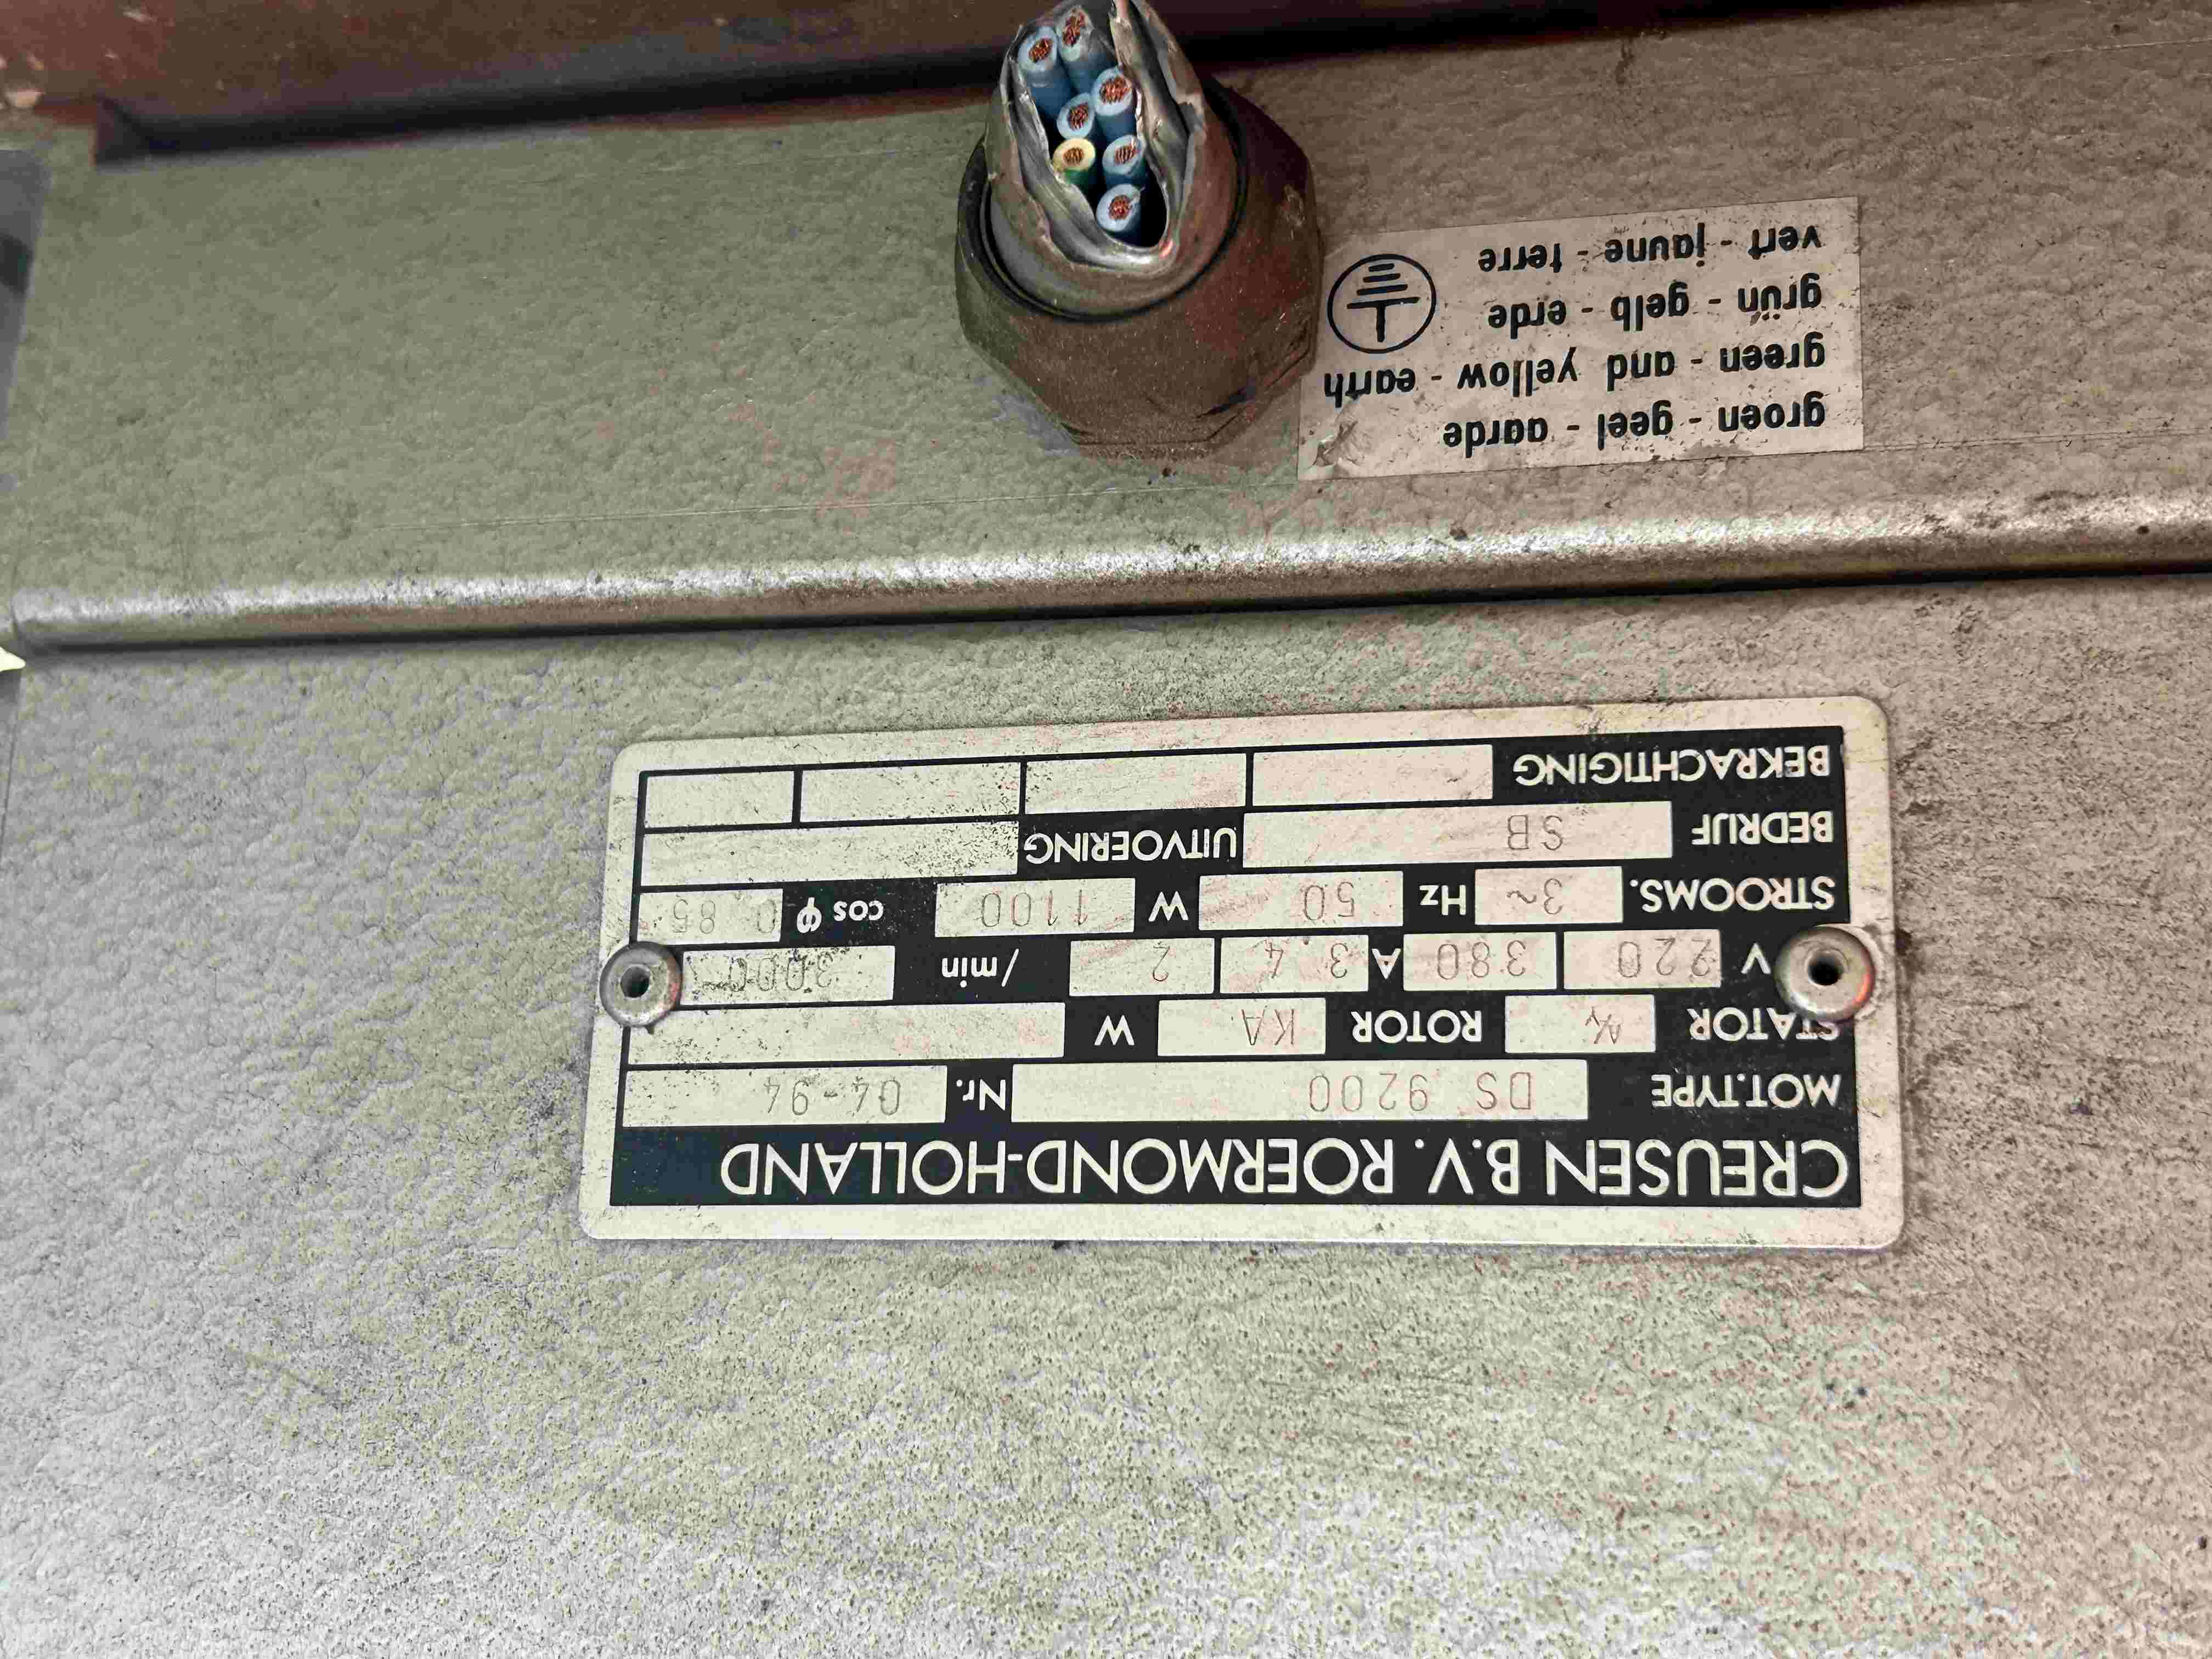 CREUSEN B.V. ROERMOND-HOLLAND
MOT.TYPE DS 9200 Nr. 04-94
STATOR ROTOR KA W
V 220 380 A 3.4 2 /min 3000
STROOMS. 3~ Hz 50 W 1100 cos φ 0.85
BEDRIJF SB UITVOERING
BEKRACHTIGING
groen - geel - aarde
green - and yellow - earth
grün - gelb - erde
vert - jaune - terre